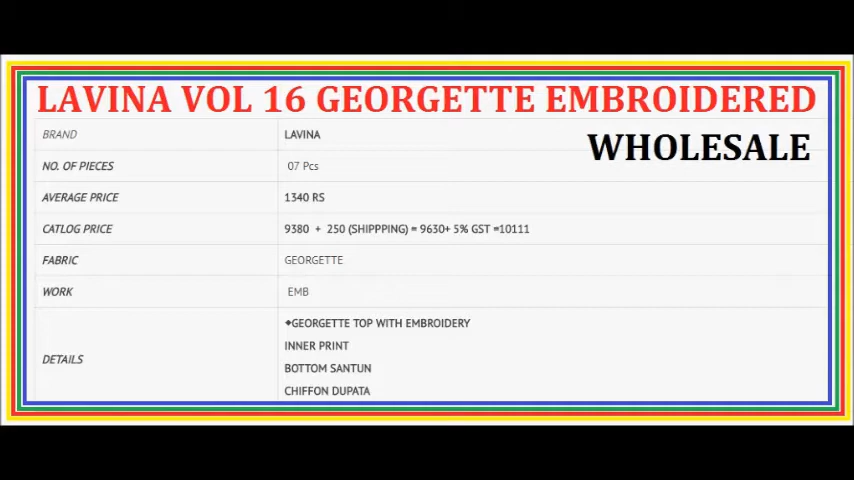 LAVINA VOL 16 GEORGETTE EMBROIDERED
WHOLESALE
BRAND LAVINA
NO. OF PIECES 07 Pcs
AVERAGE PRICE 1340 RS
CATLOG PRICE 9380 + 250 (SHIPPPING) = 9630+ 5% GST =10111
FABRIC GEORGETTE
WORK EMB
DETAILS
◆GEORGETTE TOP WITH EMBOIDERY
INNER PRINT
BOTTOM SANTUN
CHIFFON DUPATA